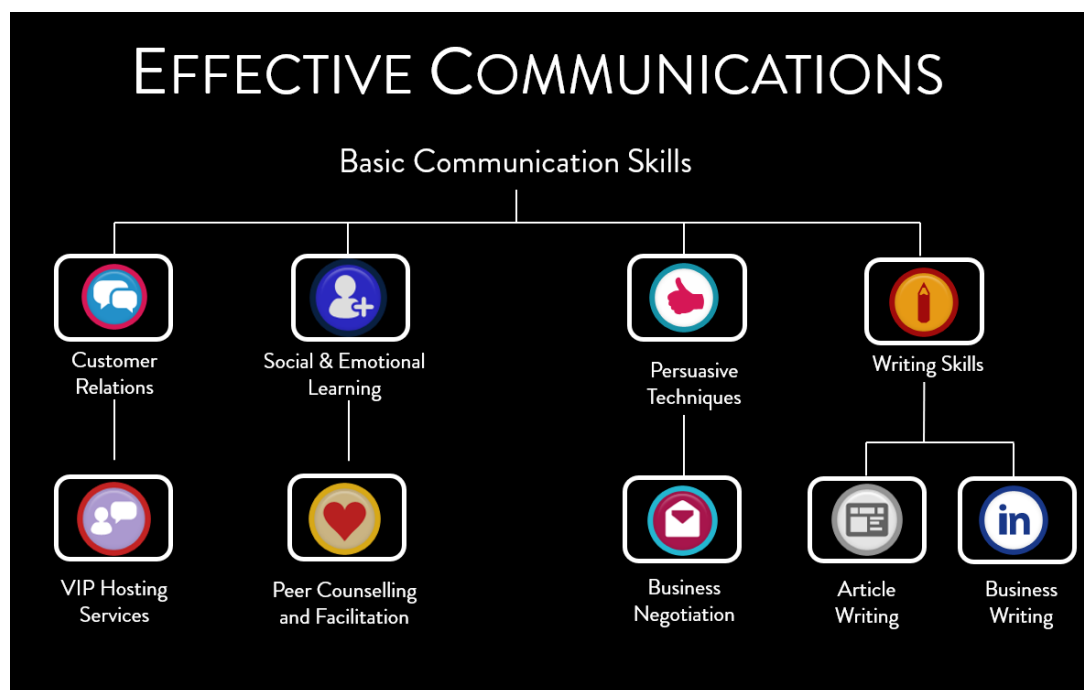 EFFECTIVE COMMUNICATIONS
Basic Communication Skills
Customer
Relations
Social & Emotional
Learning
Persuasive
Techniques
Writing Skills
in
VIP Hosting
Services
Peer Counselling
and Facilitation
Business
Negotiation
Article
Writing
Business
Writing